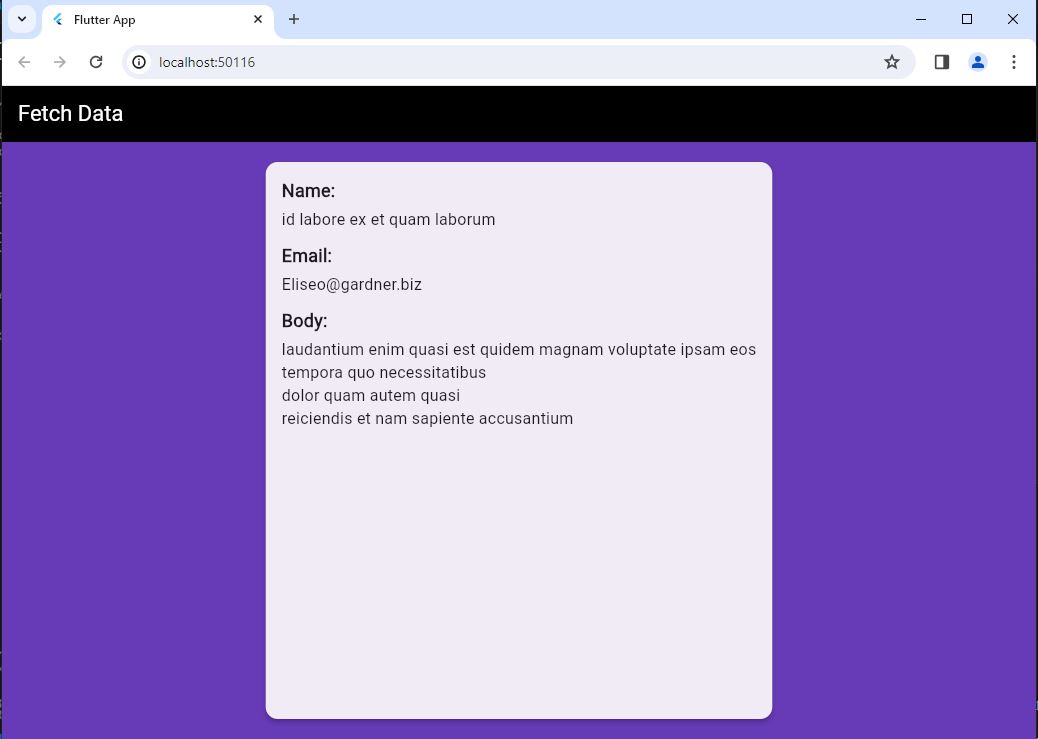 Flutter App
localhost:50116
Fetch Data
Name:
id labore ex et quam laborum
Email:
Eliseo@gardner.biz
Body:
laudantium enim quasi est quidem magnam voluptate ipsam eos
tempora quo necessitatibus
dolor quam autem quasi
reiciendis et nam sapiente accusantium